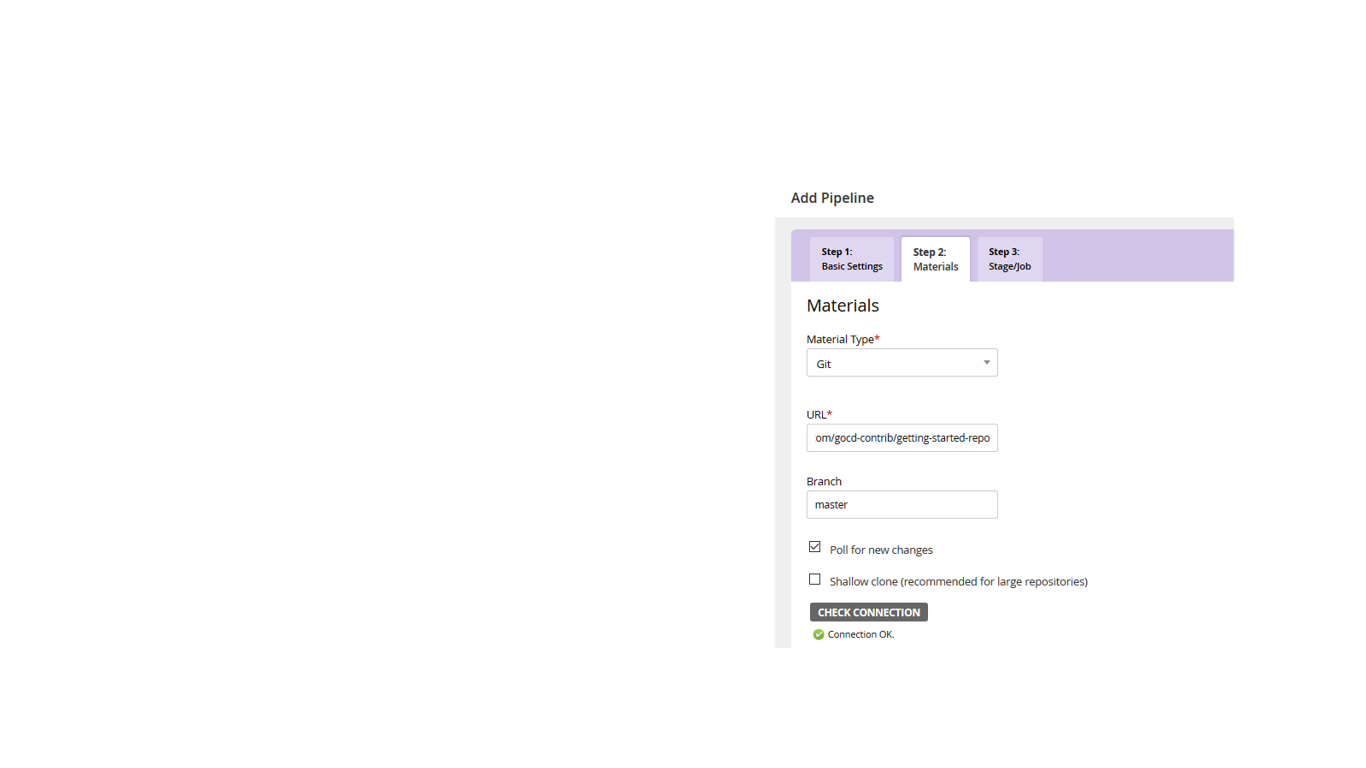 Add Pipeline
Step 1: Step 2: Step 3:
Basic Settings Materials Stage/Job
Materials
Material Type*
Git
URL*
om/gocd-contrib/getting-started-repo
Branch
master
Poll for new changes
Shallow clone (recommended for large repositories)
CHECK CONNECTION
Connection OK.